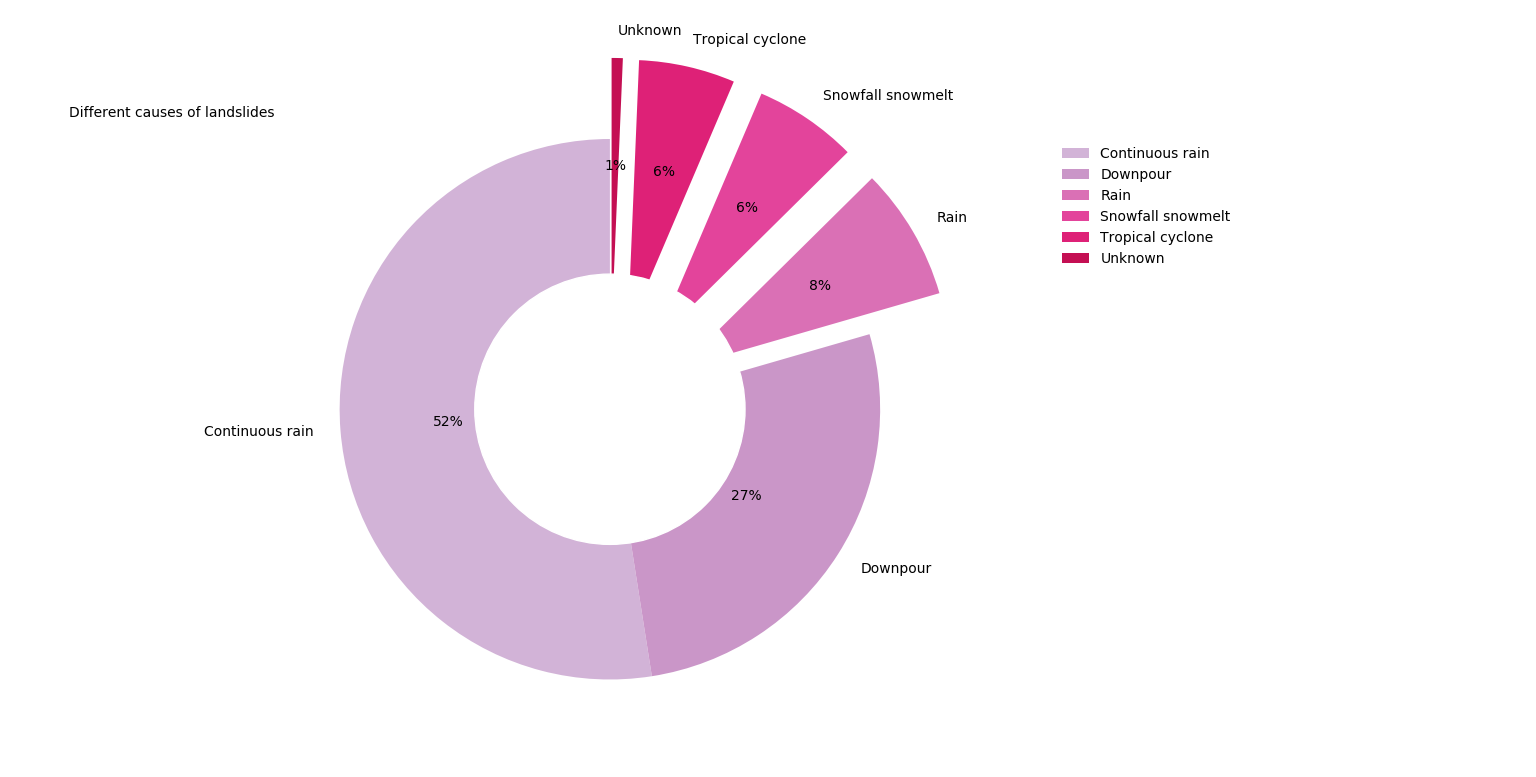 Unknown
Tropical cyclone
Snowfall snowmelt
Different causes of landslides
Continuous rain
Downpour
Rain
Snowfall snowmelt
Tropical cyclone
Unknown
1%
6%
6%
Rain
8%
52%
Continuous rain
27%
Downpour